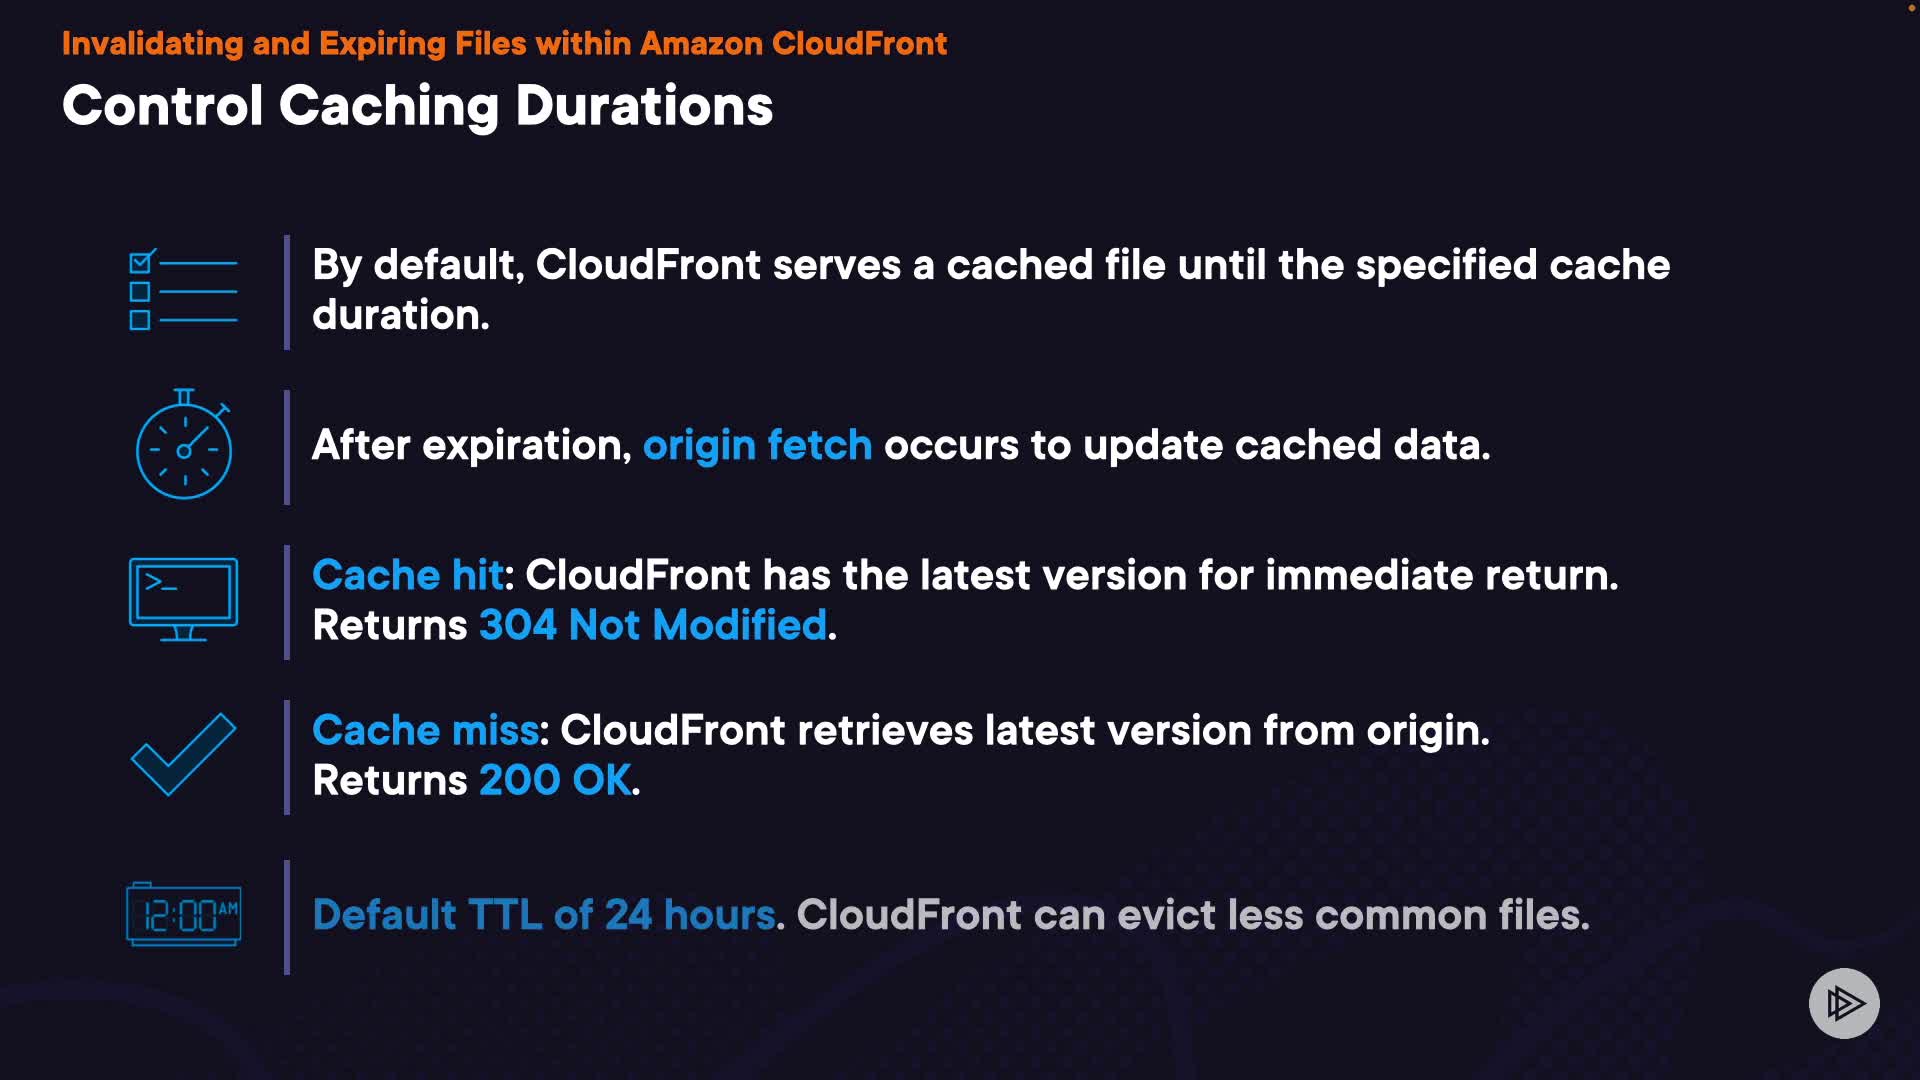 Invalidating and Expiring Files within Amazon CloudFront
Control Caching Durations
By default, CloudFront serves a cached file until the specified cache
duration.
After expiration, origin fetch occurs to update cached data.
>_
Cache hit: CloudFront has the latest version for immediate return.
Returns 304 Not Modified.
Cache miss: CloudFront retrieves latest version from origin.
Returns 200 OK.
12:00 AM
Default TTL of 24 hours. CloudFront can evict less common files.